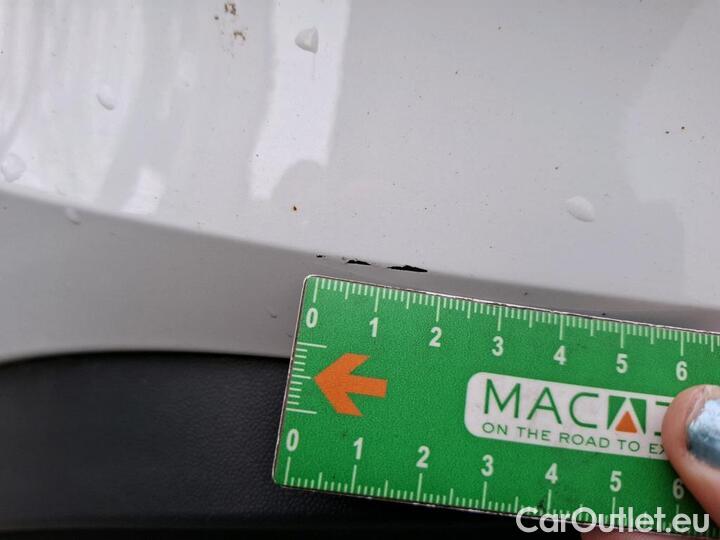 0 1 2 3 4 5 6
MAC
ON THE ROAD TO
0 1 2 3 4 5 6
CarOutlet.eu